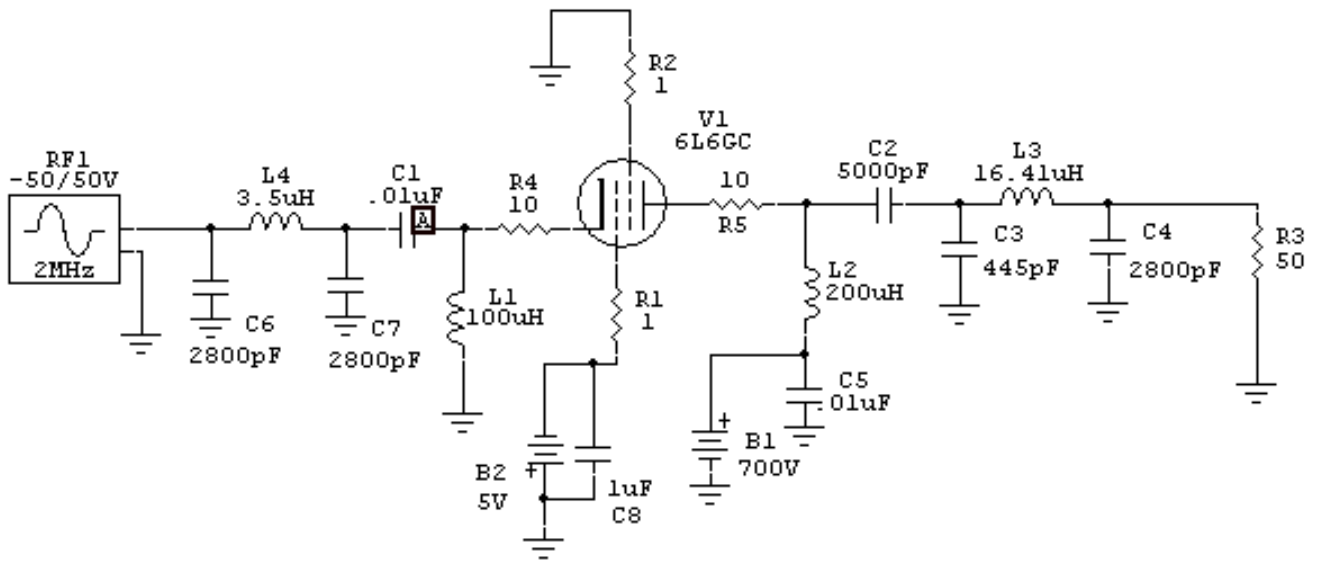 RF1
-50/50V
2MHz
C6
2800pF
L4
3.5uH
C7
2800pF
C1
.01uF
A
L1
100uH
R4
10
R2
1
V1
6L6GC
R1
1
B2
+
5V
1uF
C8
10
R5
L2
200uH
C5
.01uF
+
B1
700V
C2
5000pF
C3
445pF
L3
16.41uH
C4
2800pF
R3
50